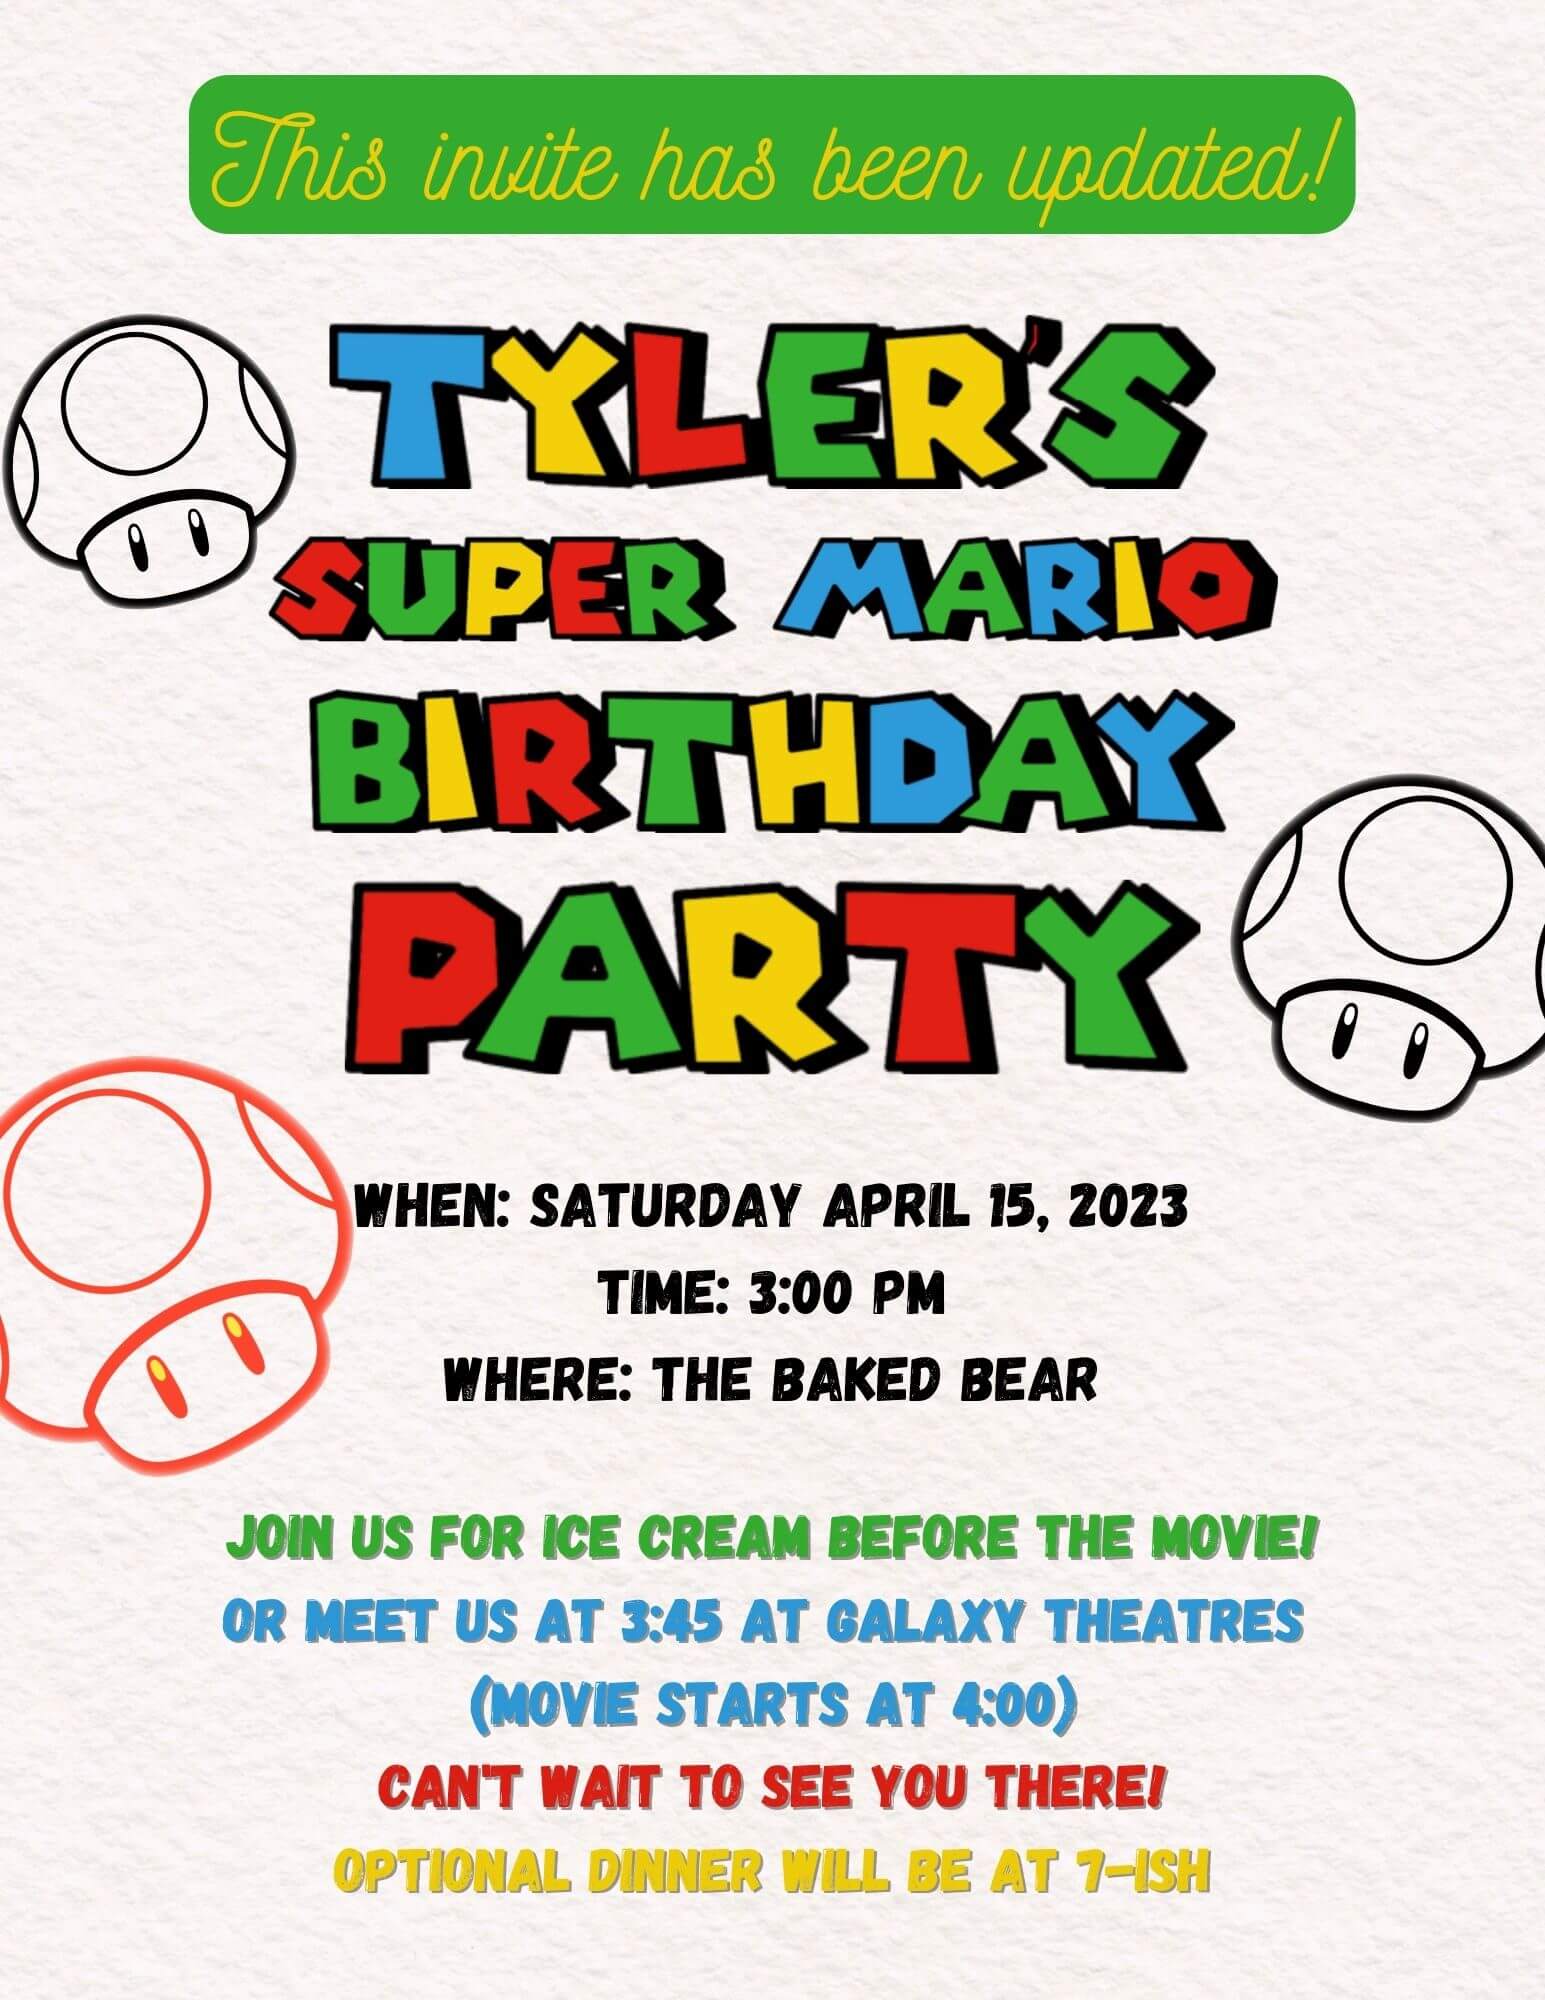 This invite has been updated!
TYLER'S
SUPER MARIO
BIRTHDAY
PARTY
WHEN: SATURDAY APRIL 15, 2023
TIME: 3:00 PM
WHERE: THE BAKED BEAR
JOIN US FOR ICE CREAM BEFORE THE MOVIE!
OR MEET US AT 3:45 AT GALAXY THEATRES
(MOVIE STARTS AT 4:00)
CAN'T WAIT TO SEE YOU THERE!
OPTIONAL DINNER WILL BE AT 7-ISH